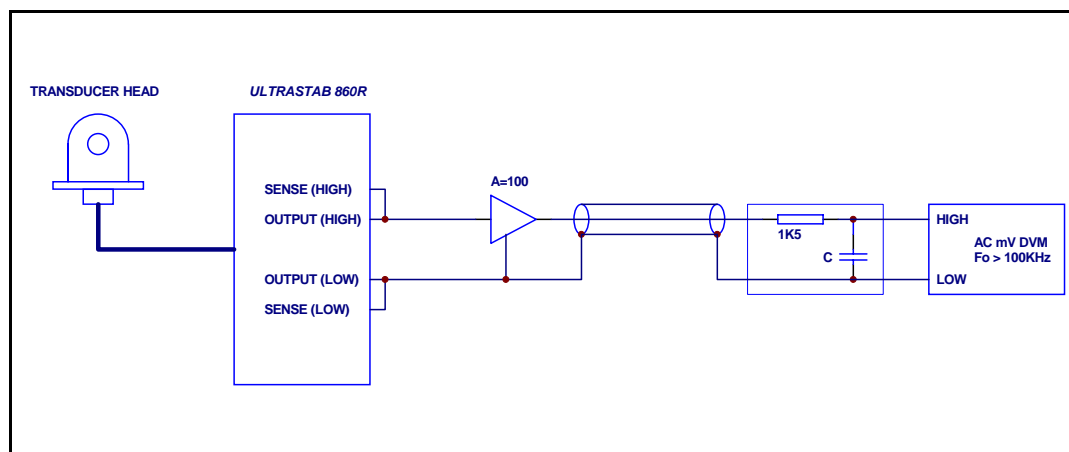 TRANSDUCER HEAD
ULTRASTAB 860R
SENSE (HIGH)
OUTPUT (HIGH)
OUTPUT (LOW)
SENSE (LOW)
A=100
1K5
C
HIGH
AC mV DVM
Fo > 100KHz
LOW